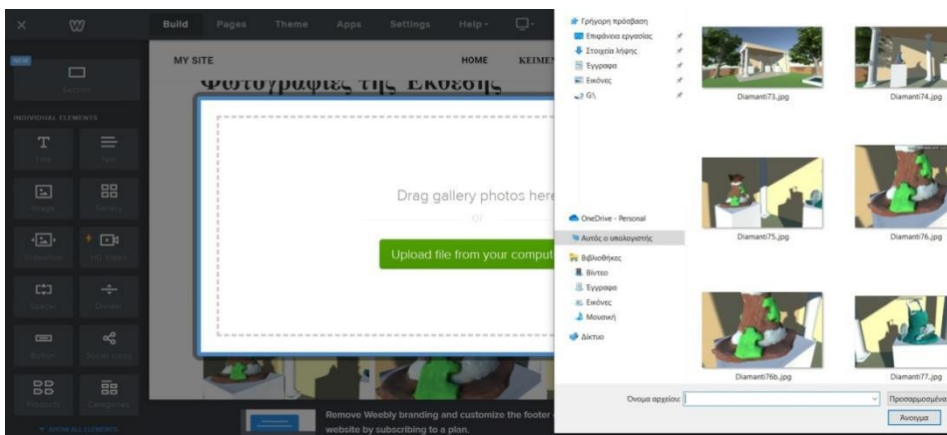 Build Pages Theme Apps Settings Help
NEW
Section
INDIVIDUAL ELEMENTS
Title Text
Image Gallery
Slideshow HD Video
Spacer Divider
Button Social Icons
Products Categories
SHOW ALL ELEMENTS
MY SITE HOME
Φωτογραφίες της Έκθεσης
Drag gallery photos here
or
Upload file from your
Remove Weebly branding and customize the footer
website by subscribing to a plan.
Γρήγορη πρόσβαση
Επιφάνεια εργασίας
Στοιχεία λήψης
Έγγραφα
Εικόνες
G:\
OneDrive - Personal
Αυτός ο υπολογιστής
Βιβλιοθήκες
Βίντεο
Έγγραφα
Εικόνες
Μουσική
Δίκτυο
Diamanti73.jpg Diamanti74.jpg
Diamanti75.jpg Diamanti76.jpg
Diamanti76b.jpg Diamanti77.jpg
Όνομα αρχείου:
Άνοιγμα